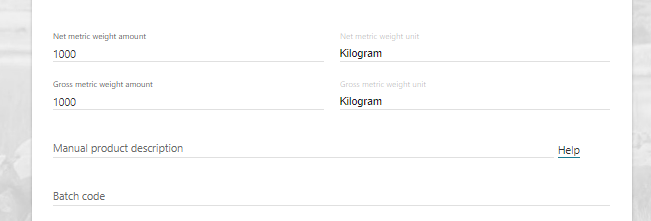 Net metric weight amount Net metric weight unit
1000 Kilogram
Gross metric weight amount Gross metric weight unit
1000 Kilogram
Manual product description Help
Batch code